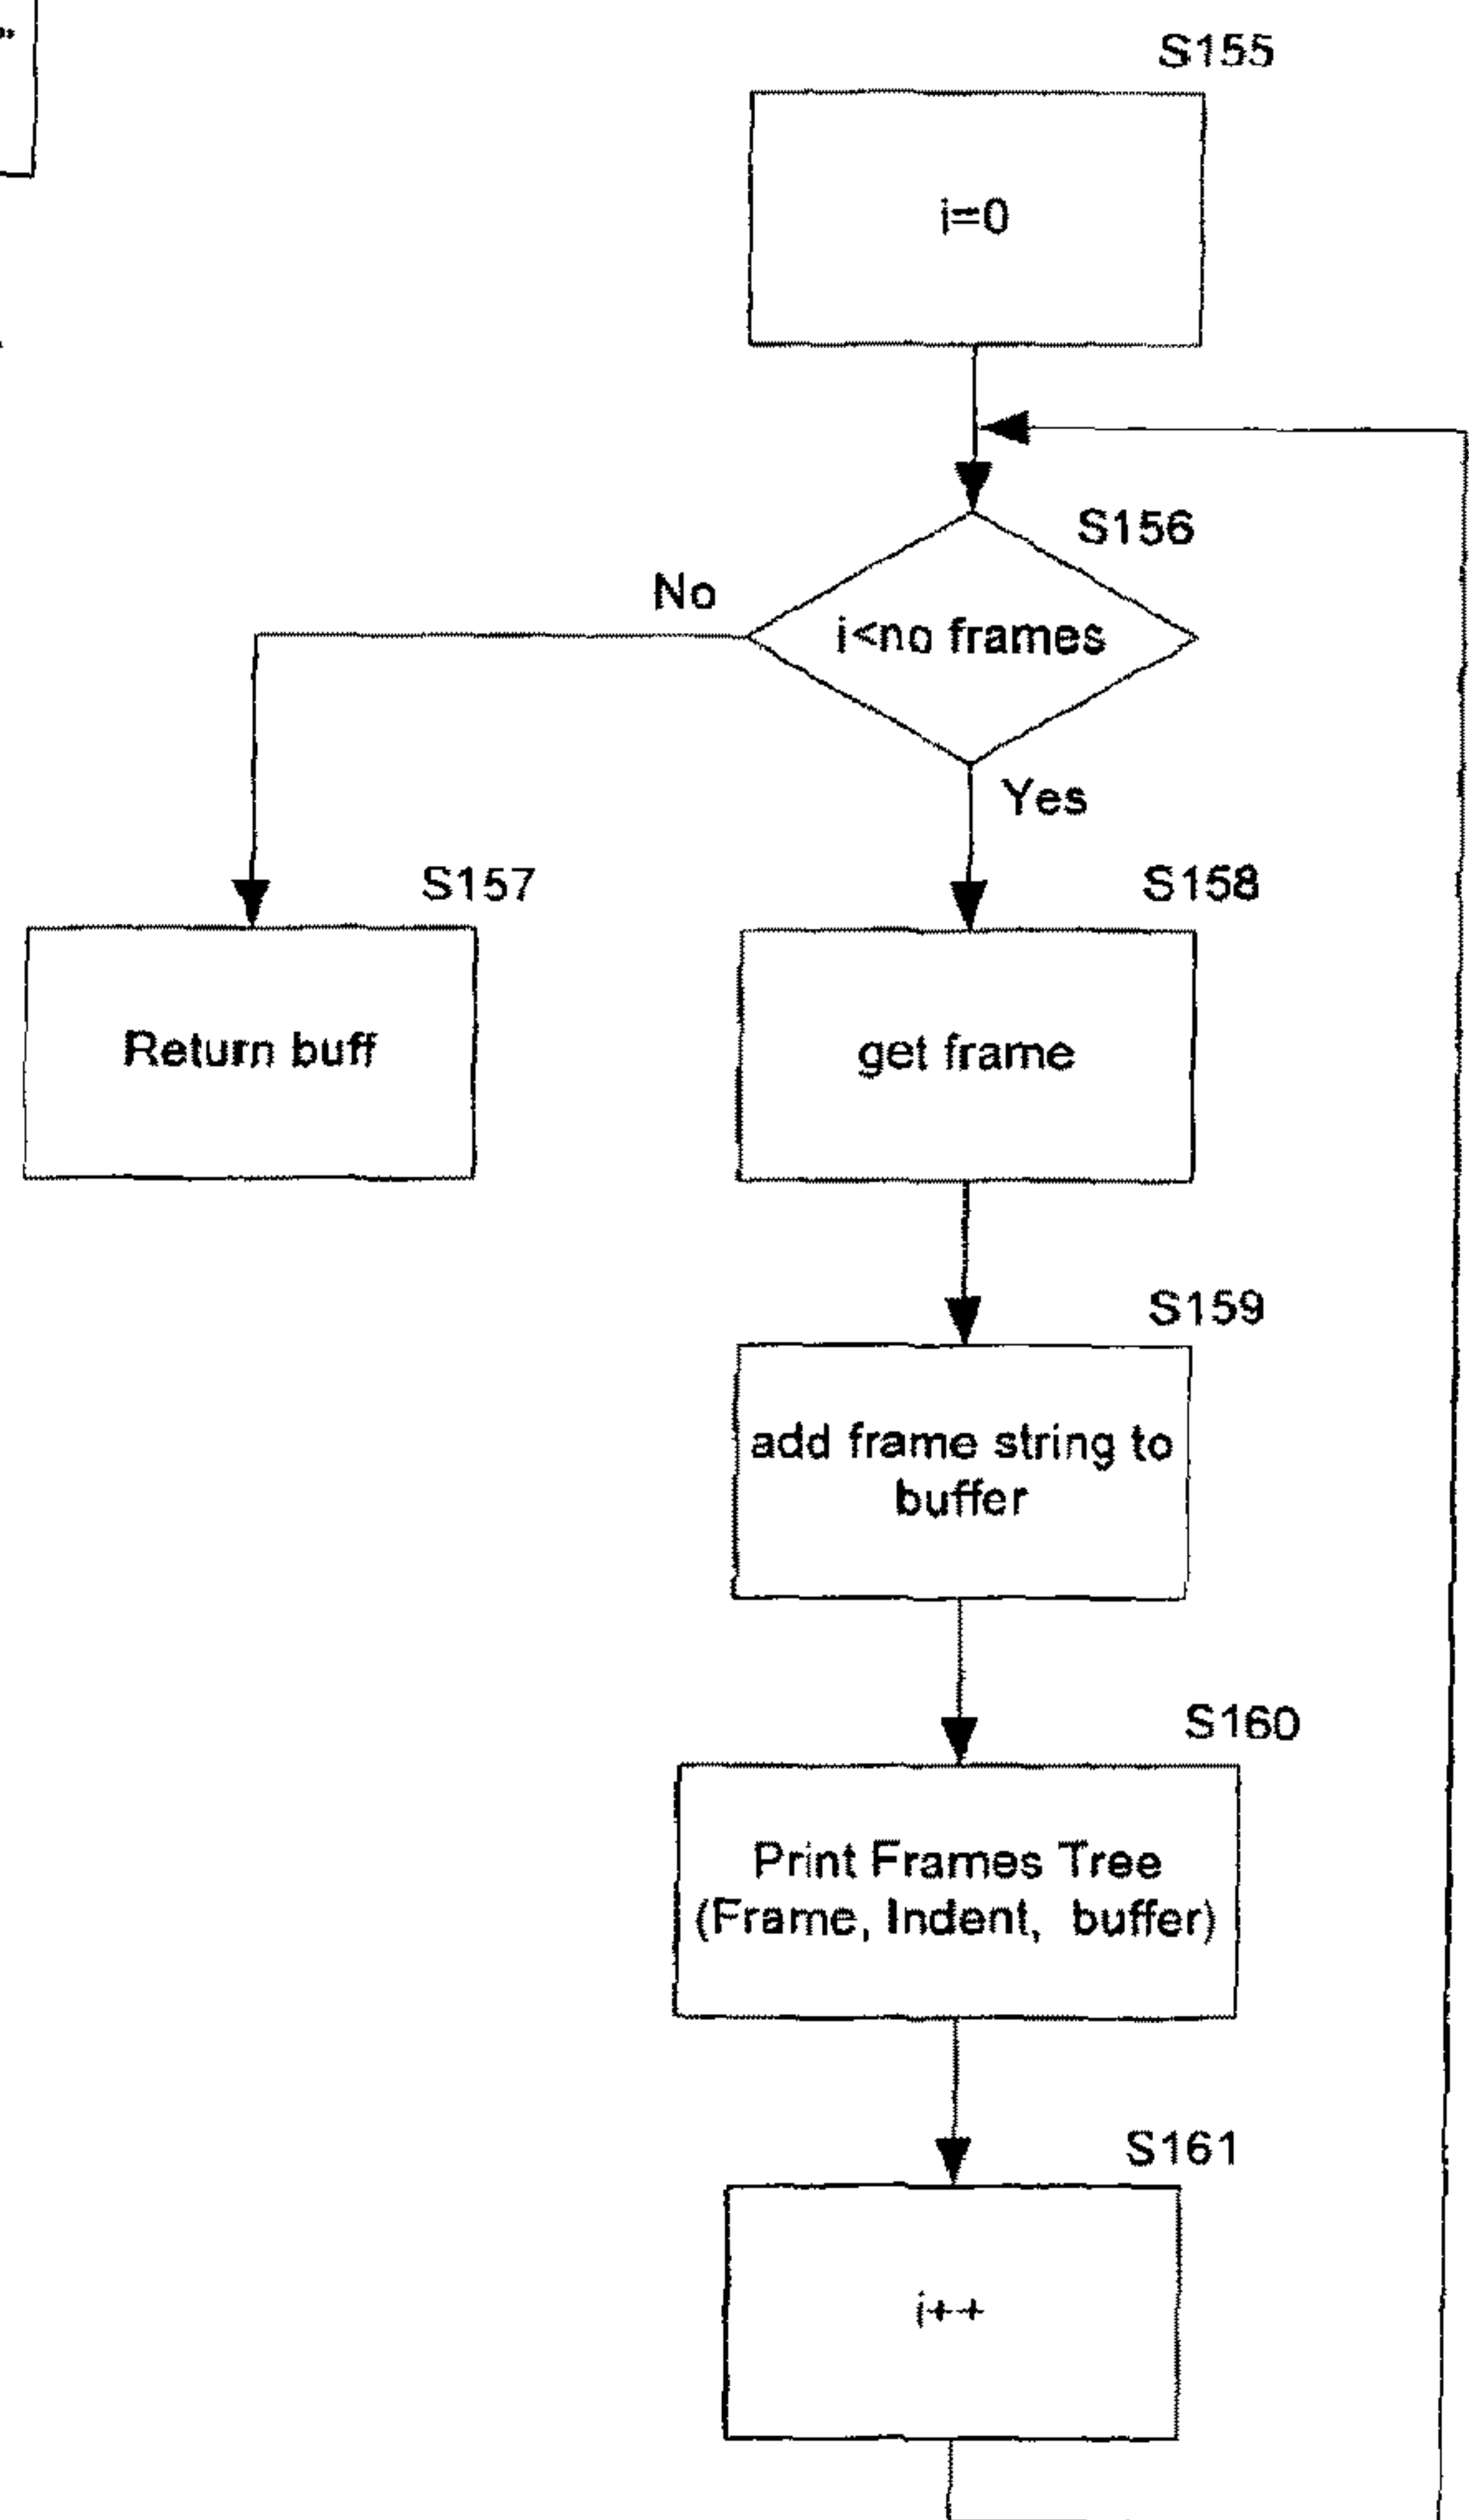 S155
i=0
S156
No
i<no frames
Yes
S157
S158
Return buff
get frame
S159
add frame string to
buffer
S160
Print Frames Tree
(Frame, Indent, buffer)
S161
i++